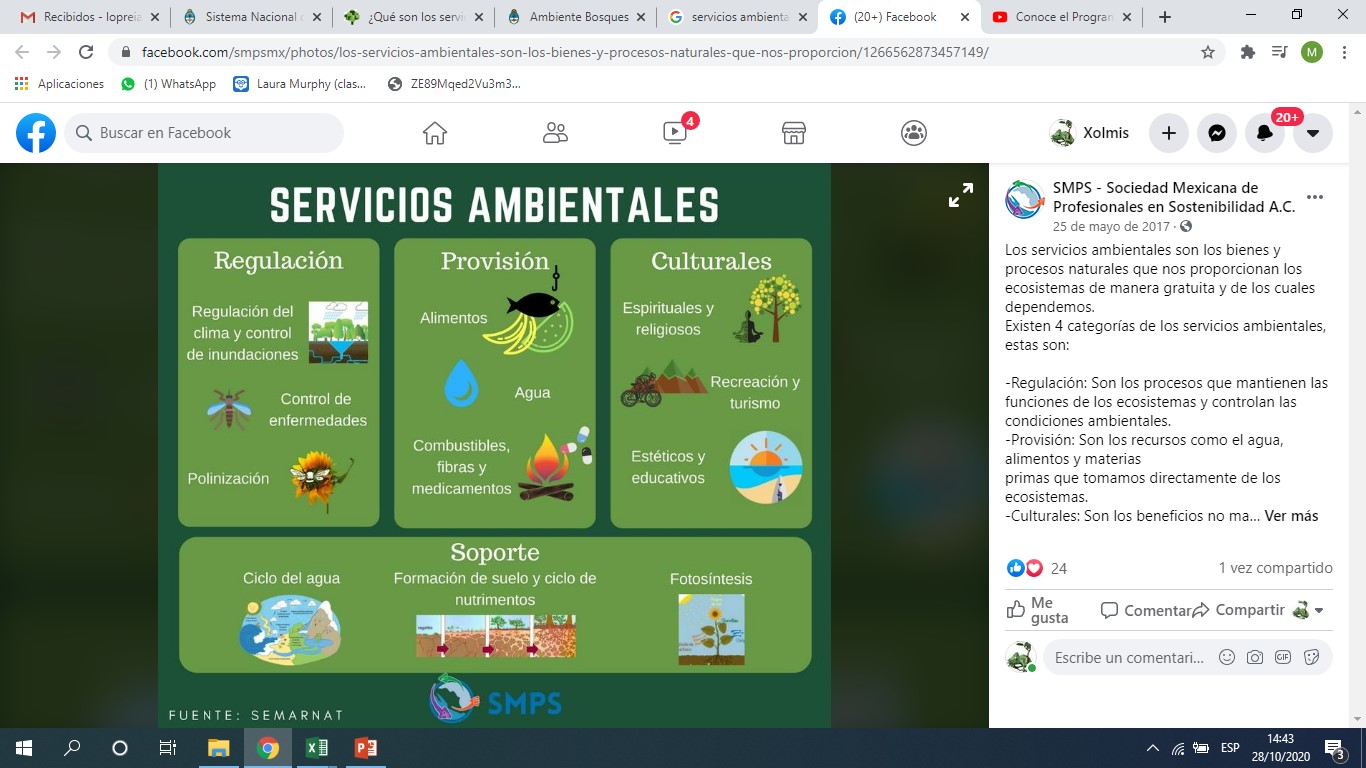 Recibidos - lopreia
Sistema Nacional
¿Qué son los servi
Ambiente Bosques
servicios ambienta
(20+) Facebook
Conoce el Program
facebook.com/smpsmx/photos/los-servicios-ambientales-son-los-bienes-y-procesos-naturales-que-nos-proporcion/1266562873457149/
M
Aplicaciones
(1) WhatsApp
Laura Murphy (clas...
ZE89Mqed2Vu3m3...
Buscar en Facebook
4
Xolmis
20+
SERVICIOS AMBIENTALES
Regulación
Regulación del
clima y control
de inundaciones
Control de
enfermedades
Polinización
Provisión
Alimentos
Agua
Combustibles,
fibras y
medicamentos
Culturales
Espirituales y
religiosos
Recreación y
turismo
Estéticos y
educativos
Soporte
Ciclo del agua
Formación de suelo y ciclo de
nutrimentos
Fotosíntesis
FUENTE: SEMARNAT
SMPS
SMPS - Sociedad Mexicana de
Profesionales en Sostenibilidad A.C.
25 de mayo de 2017 ·
Los servicios ambientales son los bienes y
procesos naturales que nos proporcionan los
ecosistemas de manera gratuita y de los cuales
dependemos.
Existen 4 categorías de los servicios ambientales,
estas son:
-Regulación: Son los procesos que mantienen las
funciones de los ecosistemas y controlan las
condiciones ambientales.
-Provisión: Son los recursos como el agua,
alimentos y materias
primas que tomamos directamente de los
ecosistemas.
-Culturales: Son los beneficios no ma... Ver más
24
1 vez compartido
Me
gusta
Comentar
Compartir
Escribe un comentari...
GIF
ESP
14:43
28/10/2020
3